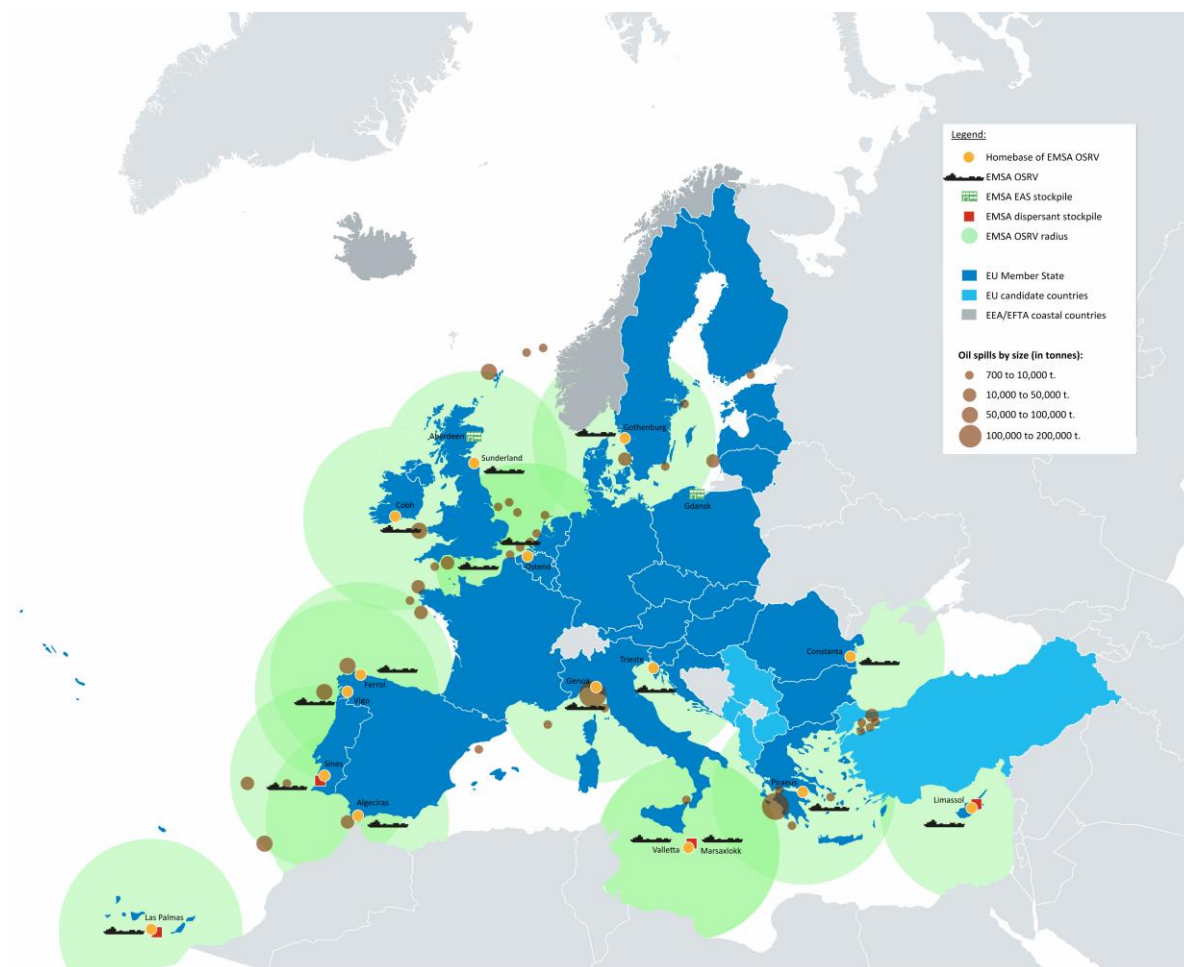 Legend:
Homebase of EMSA OSRV
EMSA OSRV
EMSA EAS stockpile
EMSA dispersant stockpile
EMSA OSRV radius
EU Member State
EU candidate countries
EEA/EFTA coastal countries
Oil spills by size (in tonnes):
700 to 10,000 t.
10,000 to 50,000 t.
50,000 to 100,000 t.
100,000 to 200,000 t.
Gothenburg
Aberdeen
Sunderland
Gdansk
Cobh
Ostend
Trieste
Constanta
Ferrol
Genoa
Vigo
Sines
Piraeus
Algeciras
Limassol
Valletta
Marsaxlokk
Las Palmas